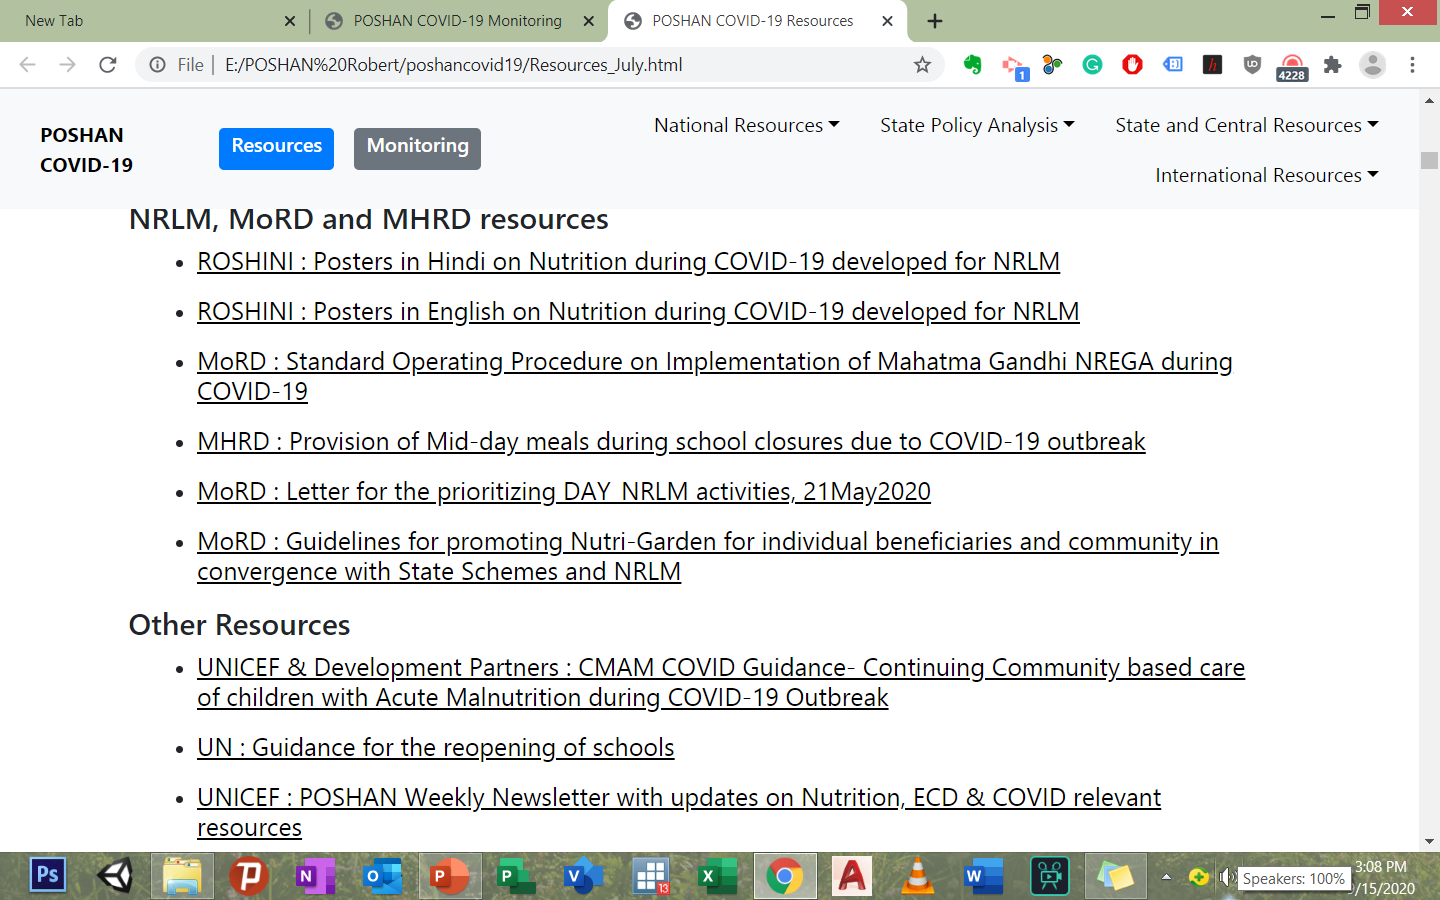 New Tab
POSHAN COVID-19 Monitoring
POSHAN COVID-19 Resources
File
E:/POSHAN%20Robert/poshancovid19/Resources_July.html
1
4228
POSHAN
COVID-19
Resources
Monitoring
National Resources
State Policy Analysis
State and Central Resources
International Resources
NRLM, MoRD and MHRD resources
ROSHINI : Posters in Hindi on Nutrition during COVID-19 developed for NRLM
ROSHINI : Posters in English on Nutrition during COVID-19 developed for NRLM
MoRD : Standard Operating Procedure on Implementation of Mahatma Gandhi NREGA during
COVID-19
MHRD : Provision of Mid-day meals during school closures due to COVID-19 outbreak
MoRD : Letter for the prioritizing DAY_NRLM activities, 21May2020
MoRD : Guidelines for promoting Nutri-Garden for individual beneficiaries and community in
convergence with State Schemes and NRLM
Other Resources
UNICEF & Development Partners : CMAM COVID Guidance- Continuing Community based care
of children with Acute Malnutrition during COVID-19 Outbreak
UN : Guidance for the reopening of schools
UNICEF : POSHAN Weekly Newsletter with updates on Nutrition, ECD & COVID relevant
resources
Ps
N
P
P
V
13
X
A
W
Speakers: 100%
3:08 PM
/15/2020